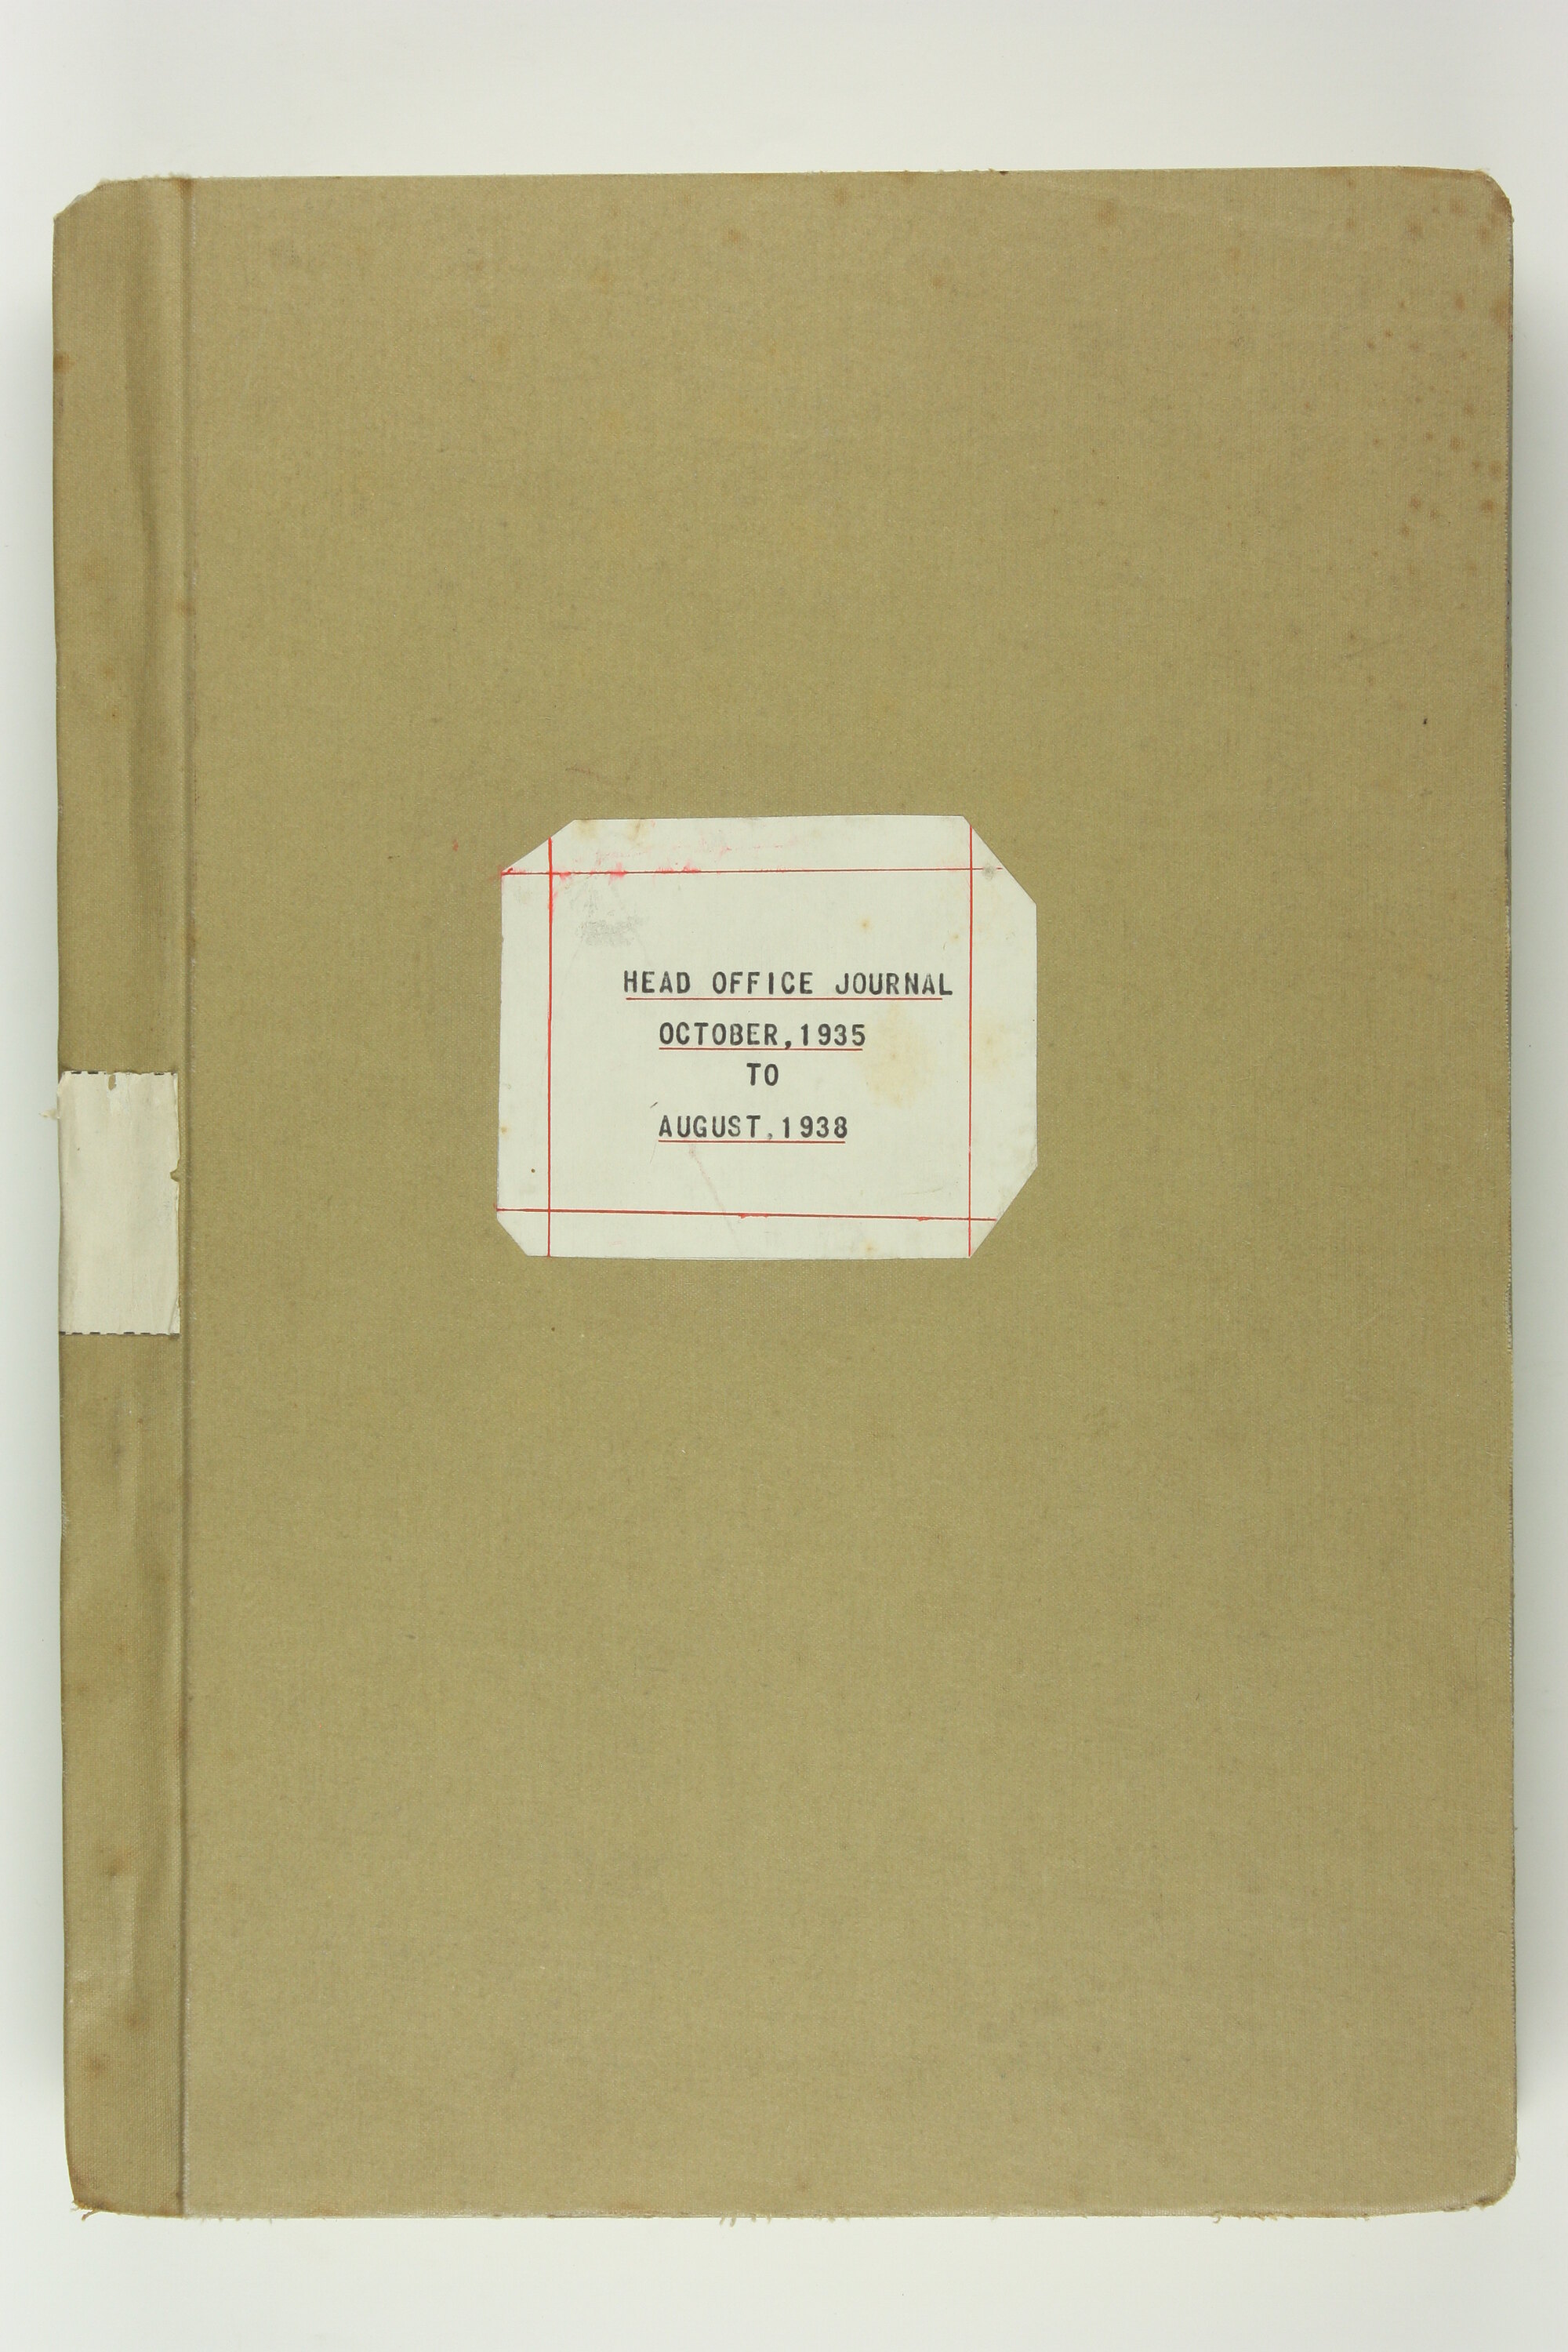 HEAD OFFICE JOURNAL
OCTOBER,1935
TO
AUGUST,1938